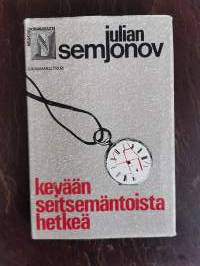 julian
semjonov
keyään
seitsemäntoista
hetkeä